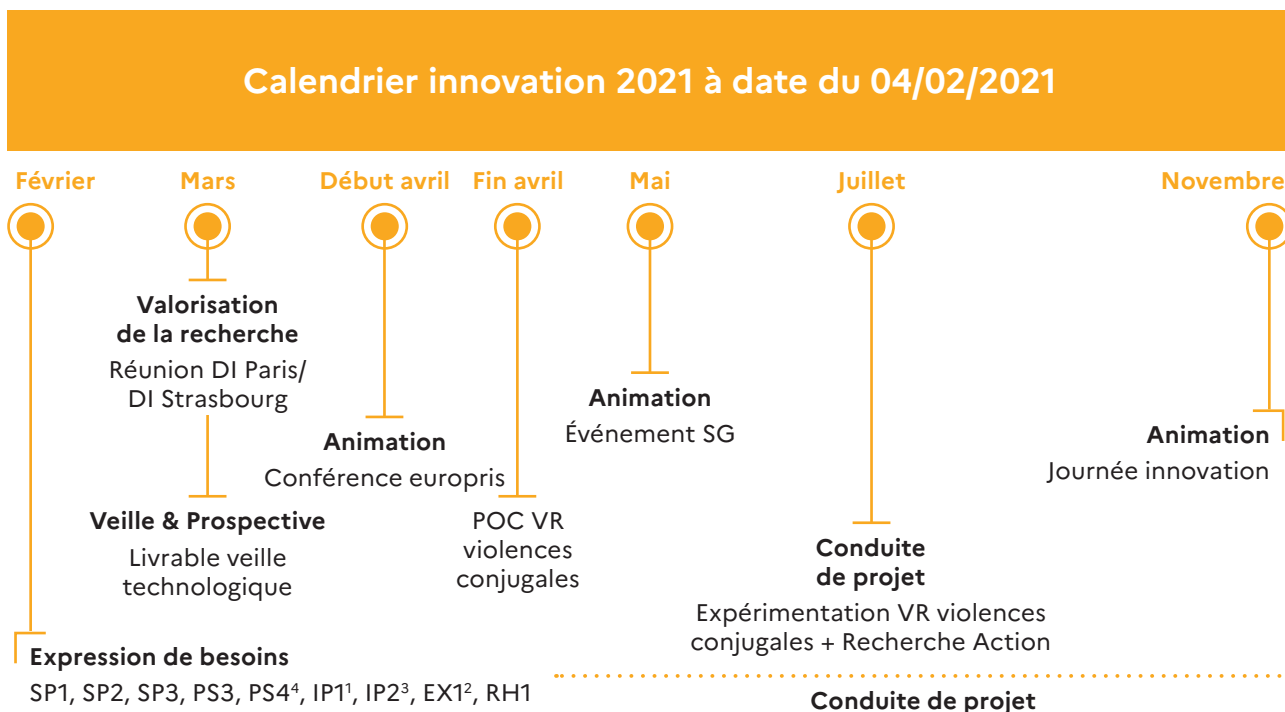 Calendrier innovation 2021 à date du 04/02/2021
Février
Mars
Début avril
Fin avril
Mai
Juillet
Novembre
Valorisation
de la recherche
Réunion DI Paris/
DI Strasbourg
Veille & Prospective
Livrable veille
technologique
Animation
Conférence europris
POC VR
violences
conjugales
Animation
Événement SG
Conduite
de projet
Expérimentation VR violences
conjugales + Recherche Action
Animation
Journée innovation
Expression de besoins
SP1, SP2, SP3, PS3, PS4⁴, IP1¹, IP2³, EX1², RH1
Conduite de projet